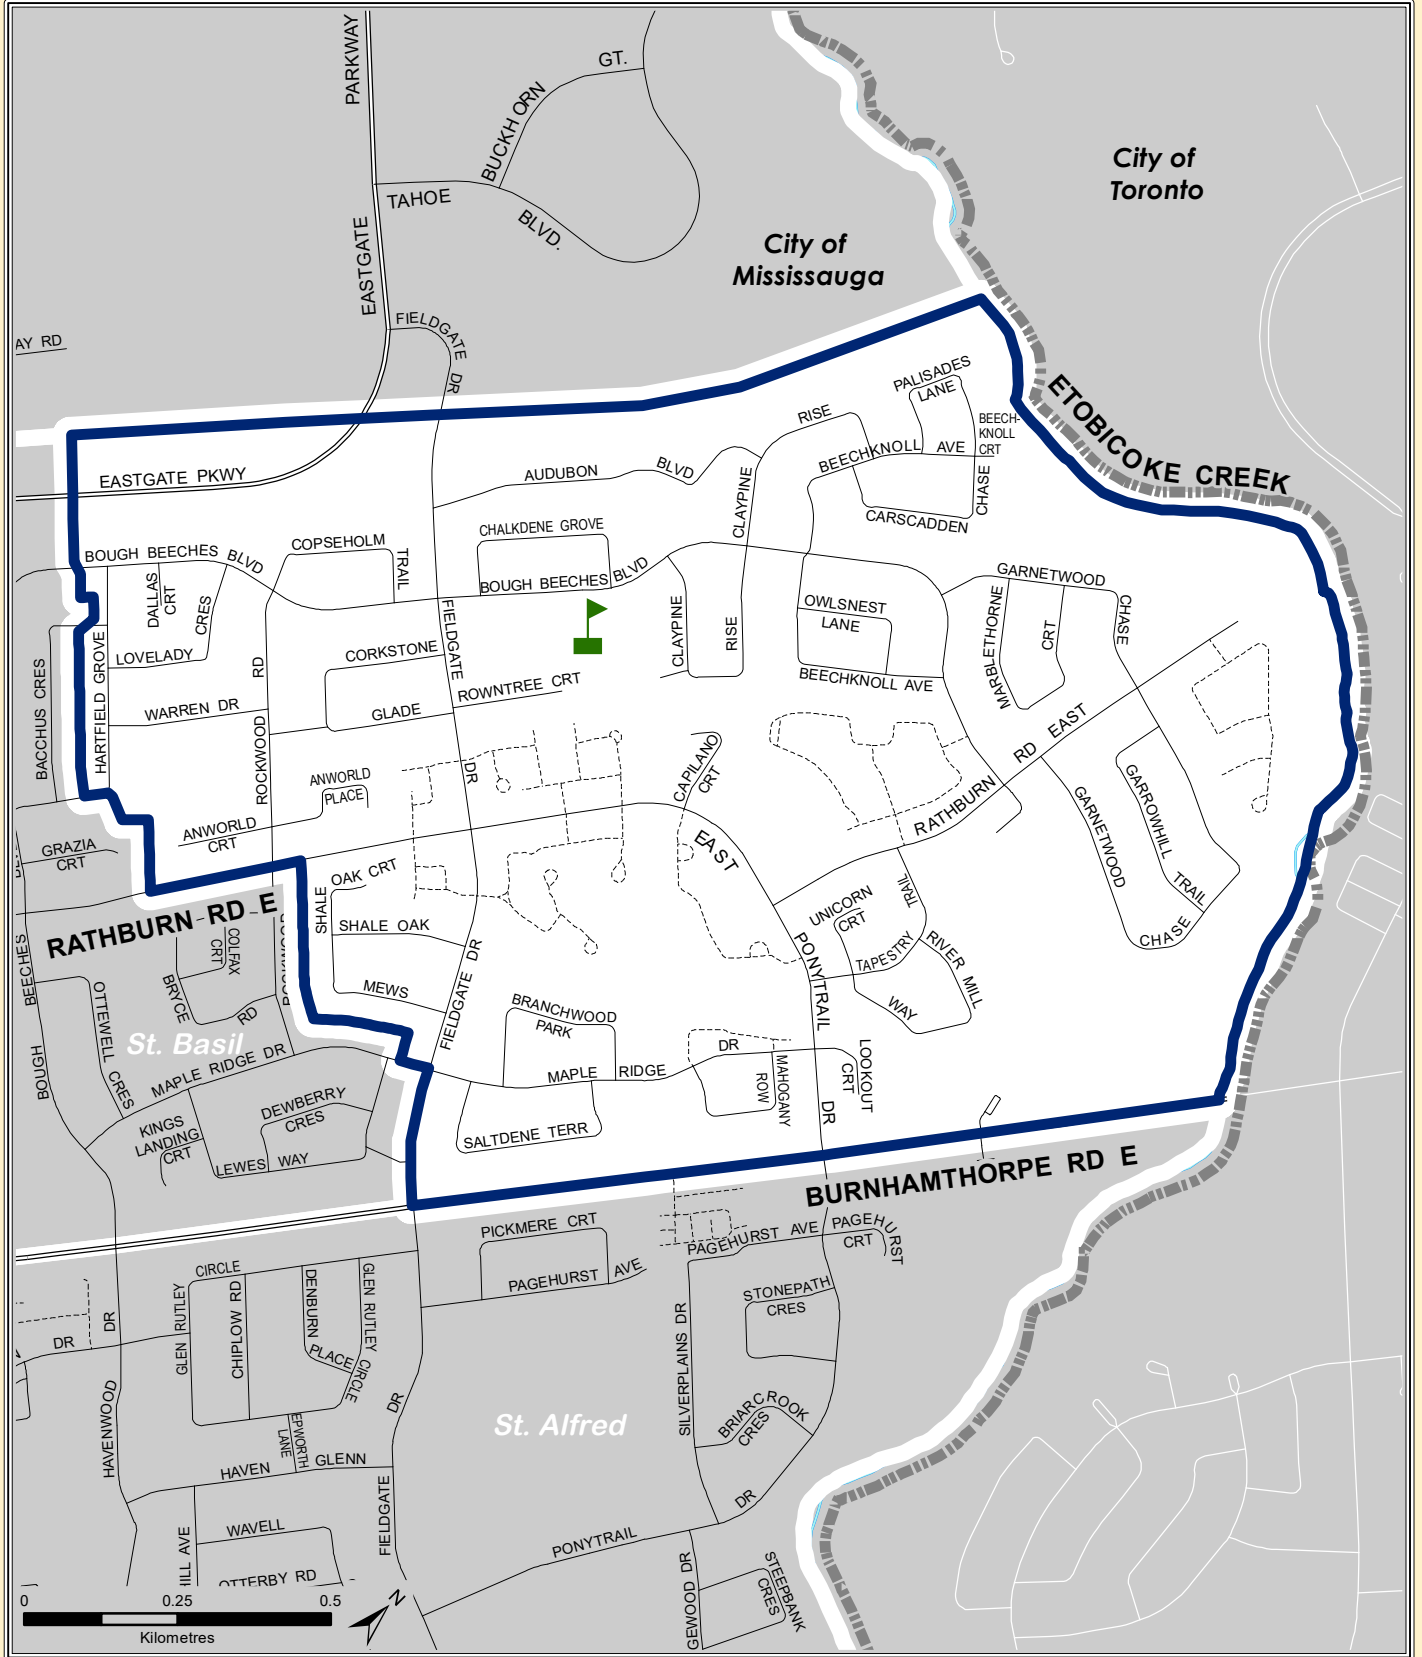 PARKWAY
GT.
BUCKHORN
TAHOE
BLVD.
EASTGATE
City of
Toronto
City of
Mississauga
FIELDGATE
DR
AY RD
PALISADES
LANE
RISE
BEECH-
KNOLL
CRT
ETOBICOKE CREEK
BEECHKNOLL AVE
EASTGATE PKWY
AUDUBON
BLVD
CLAYPINE
CHASE
CARSCADDEN
CHALKDENE GROVE
COPSEHOLM
TRAIL
BOUGH BEECHES BLVD
BOUGH BEECHES BLVD
DALLAS
CRT
CRES
LOVELADY
GARNETWOOD
CHASE
MARBLETHORNE
CRT
OWLSNEST
LANE
BEECHKNOLL AVE
CLAYPINE
RISE
FIELDGATE
CORKSTONE
GLADE
ROWNTREE CRT
HARTFIELD GROVE
BACCHUS CRES
WARREN DR
RD
ROCKWOOD
DR
ANWORLD
PLACE
ANWORLD
CRT
CAPILANO
CRT
RATHBURN
RD
EAST
GARNETWOOD
GARROWHILL
TRAIL
CHASE
GRAZIA
CRT
EAST
SHALE
OAK CRT
SHALE OAK
MEWS
RATHBURN RD E
UNICORN
CRT
TRAIL
TAPESTRY
WAY
RIVER MILL
PONYTRAIL
DR
COLFAX
CRT
BRYCE
RD
BEECHES
BOUGH
OTTEWELL
CRES
St. Basil
MAPLE RIDGE DR
FIELDGATE DR
BRANCHWOOD
PARK
MAPLE RIDGE
DR
MAHOGANY
ROW
LOOKOUT
CRT
KINGS
LANDING
CRT
DEWBERRY
CRES
LEWES WAY
SALTDENE TERR
BURNHAMTHORPE RD E
PICKMERE CRT
PAGEHURST AVE
PAGEHURST AVE
PAGEHURST
CRT
STONEPATH
CRES
CIRCLE
GLEN RUTLEY
CHIPLOW RD
DENBURN
PLACE
GLEN RUTLEY CIRCLE
DR
DR
HAVENWOOD
SILVERPLAINS DR
BRIARCROOK
CRES
DR
St. Alfred
EPWORTH
LANE
HAVEN
GLENN
DR
FIELDGATE
WAVELL
HILL AVE
OTTERBY RD
PONYTRAIL
GEWOOD DR
STEEPBANK
CRES
0
0.25
0.5
Kilometres
N